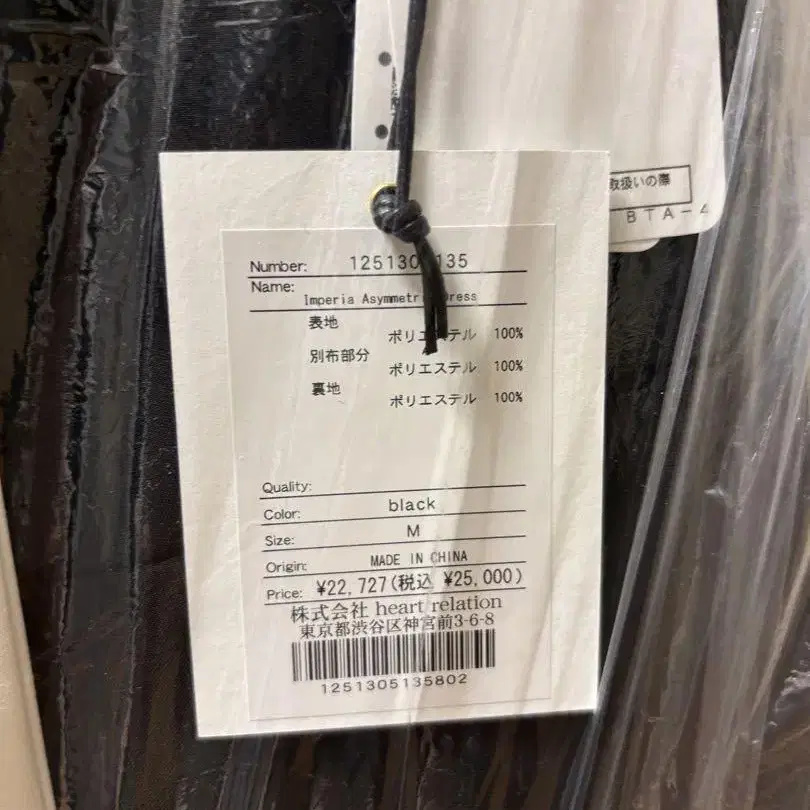 取扱いの際
BTA-4
Number: 125130 135
Name:
Imperia Asymmetri Dress
表地
ポリエステル 100%
別布部分
ポリエステル 100%
裏地
ポリエステル 100%
Quality:
Color: black
Size: M
Origin: MADE IN CHINA
Price: ¥22,727(税込 ¥25,000)
株式会社 heart relation
東京都渋谷区神宮前3-6-8
1251305135802